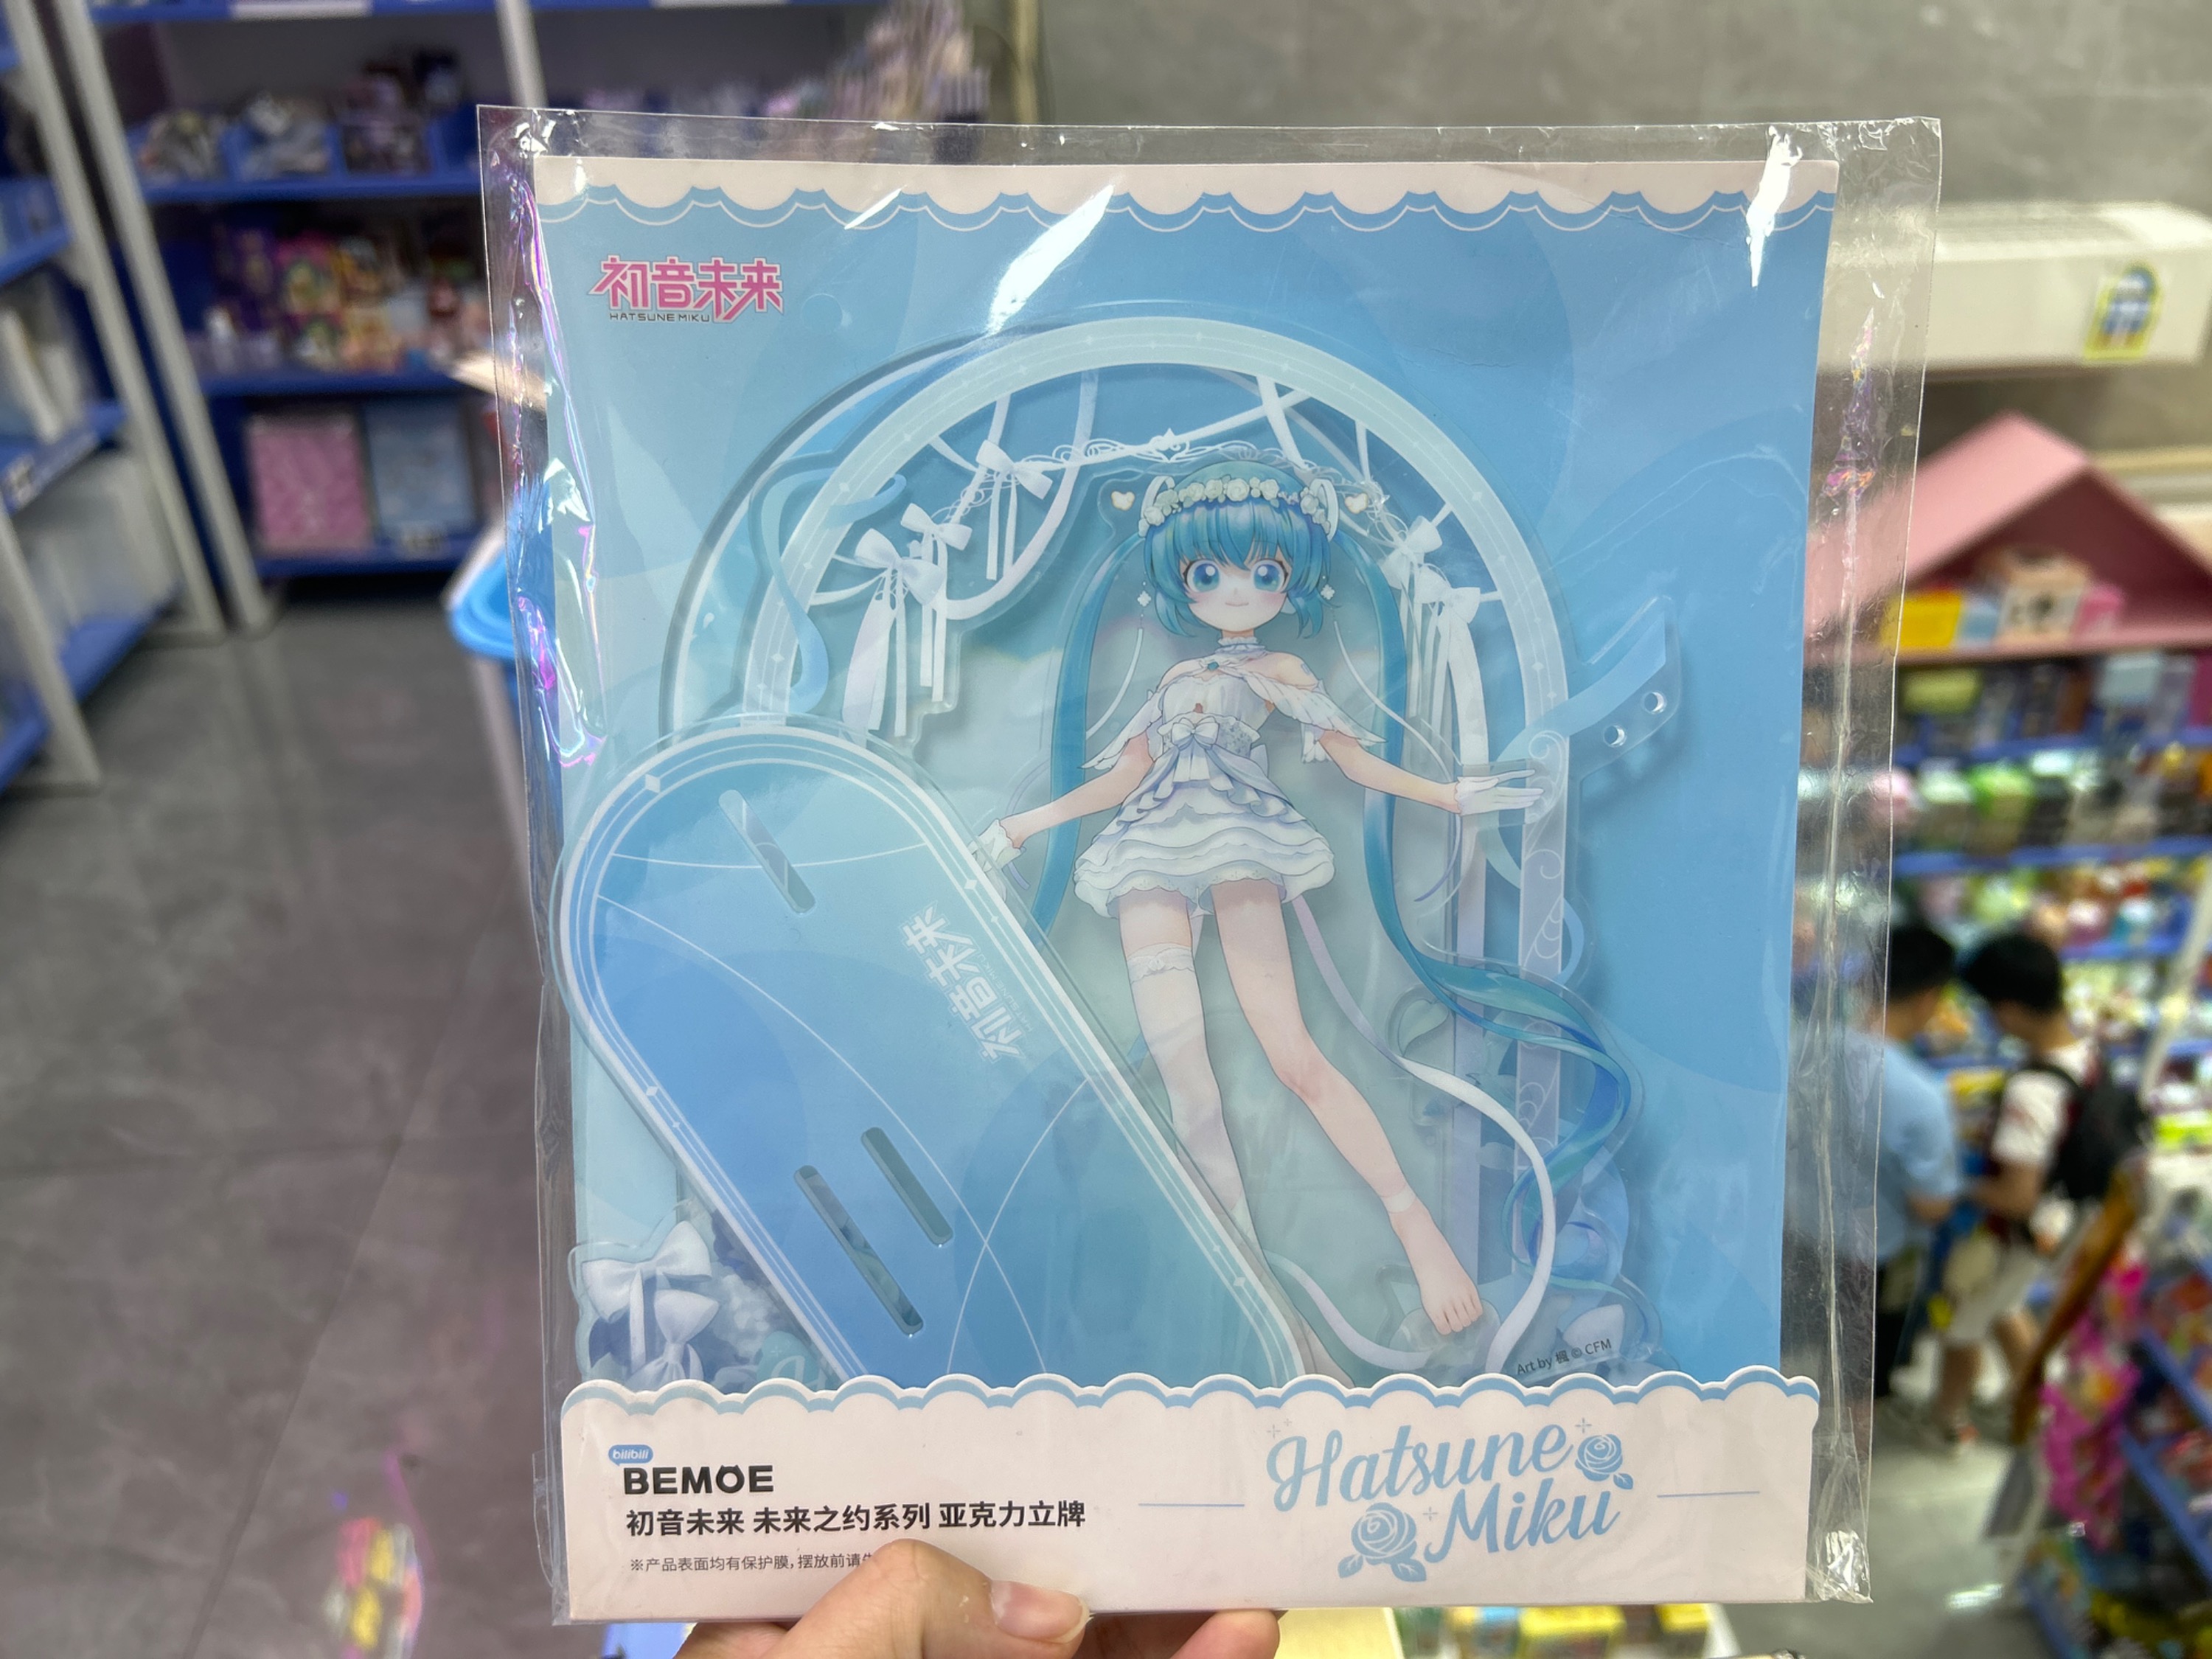 初音未来
HATSUNE MIKU
初音未来
Art by 楓 © CFM
bilibili
BEMOE
初音未来 未来之约系列 亚克力立牌
※产品表面均有保护膜，摆放前请
Hatsune
Miku